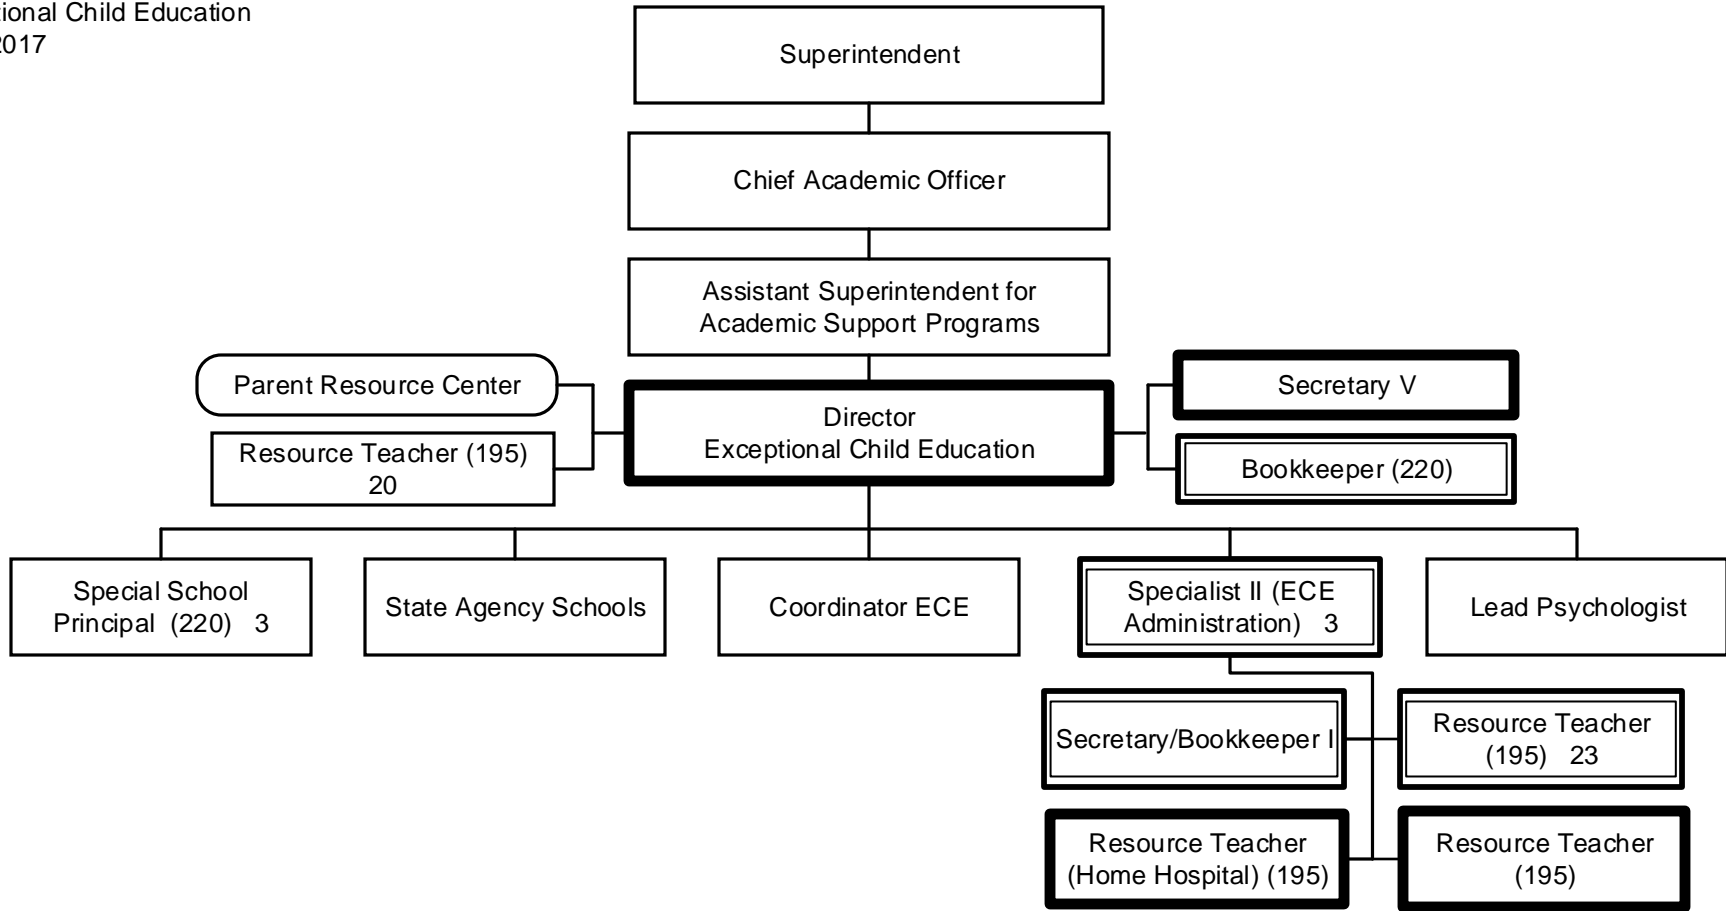 tional Child Education
2017
Superintendent
Chief Academic Officer
Assistant Superintendent for
Academic Support Programs
Parent Resource Center
Resource Teacher (195)
20
Director
Exceptional Child Education
Secretary V
Bookkeeper (220)
Special School
Principal (220) 3
State Agency Schools
Coordinator ECE
Specialist II (ECE
Administration) 3
Lead Psychologist
Secretary/Bookkeeper I
Resource Teacher
(195) 23
Resource Teacher
(Home Hospital) (195)
Resource Teacher
(195)